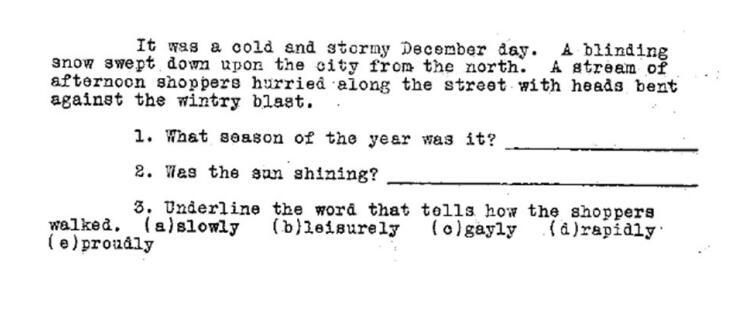 It was a cold and stormy December day. A blinding
snow swept down upon the city from the north. A stream of
afternoon shoppers hurried along the street with heads bent
against the wintry blast.
1. What season of the year was it? ____________________
2. Was the sun shining? ____________________
3. Underline the word that tells how the shoppers
walked. (a)slowly (b)leisurely (c)gayly (d)rapidly
(e)proudly